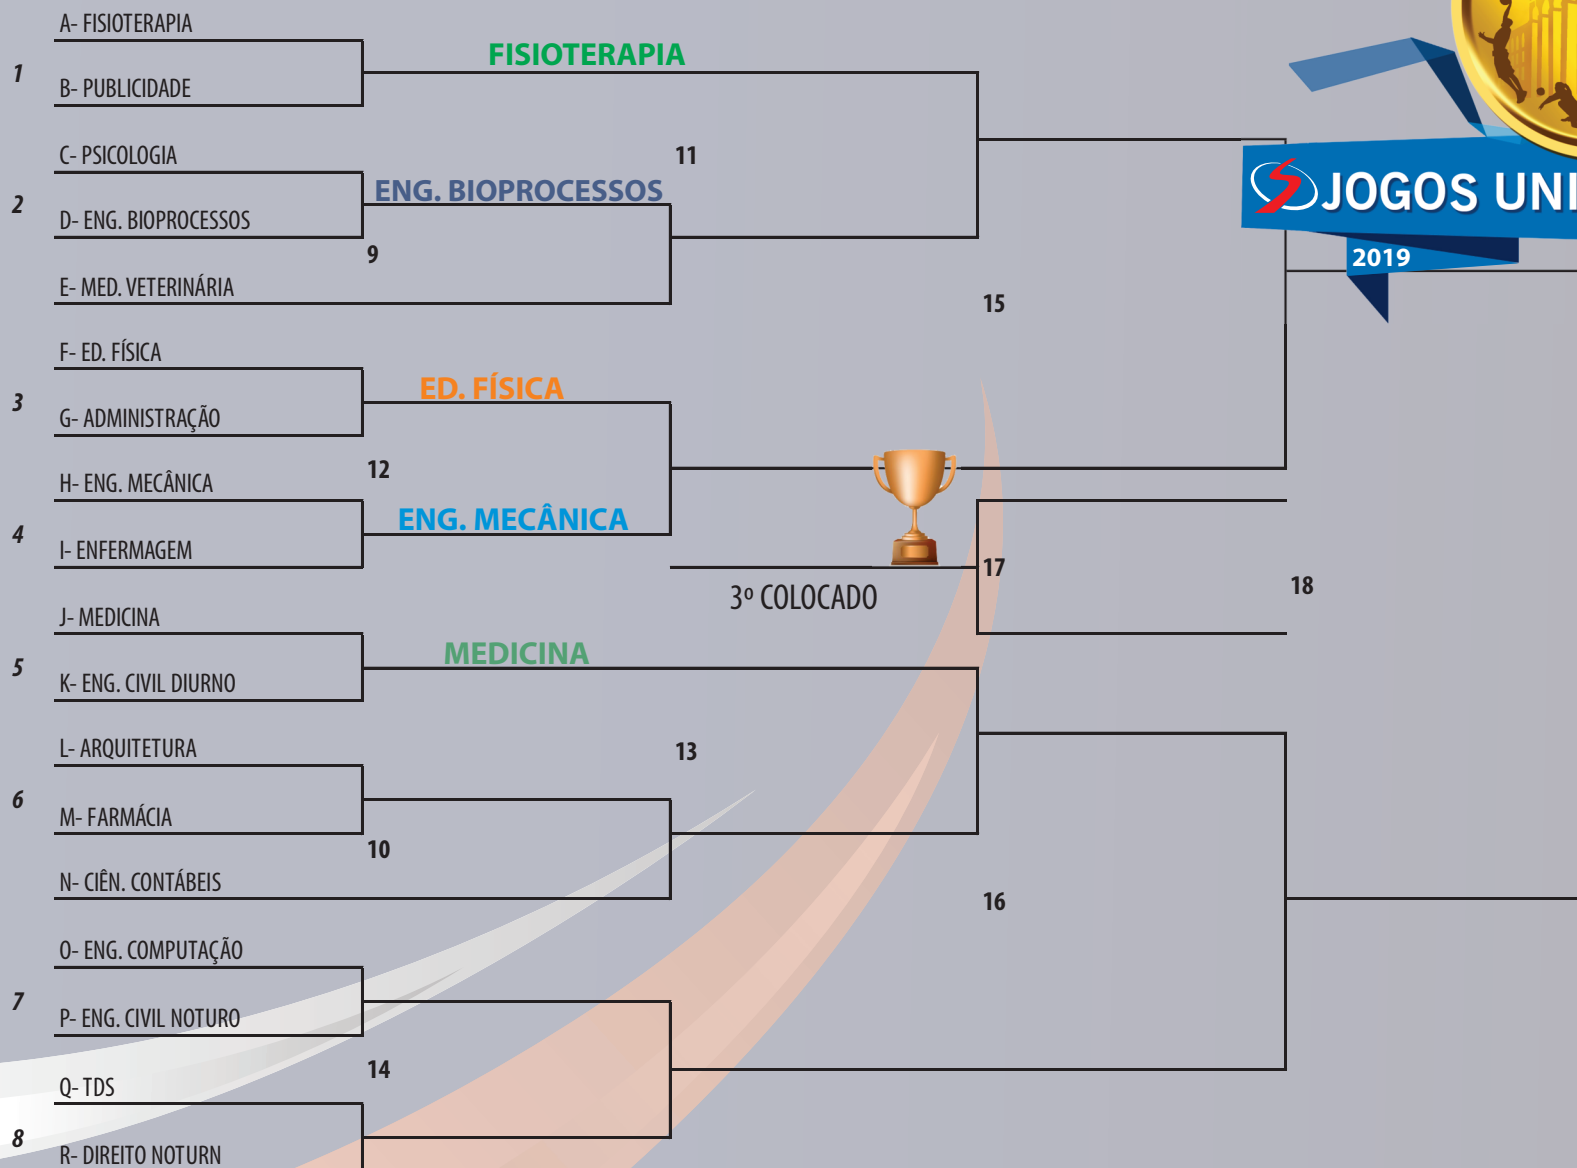 A- FISIOTERAPIA
FISIOTERAPIA
1
B- PUBLICIDADE
C- PSICOLOGIA
11
ENG. BIOPROCESSOS
2
D- ENG. BIOPROCESSOS
9
E- MED. VETERINÁRIA
JOGOS UNI
2019
15
F- ED. FÍSICA
ED. FÍSICA
3
G- ADMINISTRAÇÃO
12
H- ENG. MECÂNICA
ENG. MECÂNICA
4
I- ENFERMAGEM
17
18
3º COLOCADO
J- MEDICINA
MEDICINA
5
K- ENG. CIVIL DIURNO
L- ARQUITETURA
13
6
M- FARMÁCIA
10
N- CIÊN. CONTÁBEIS
16
O- ENG. COMPUTAÇÃO
7
P- ENG. CIVIL NOTURO
14
Q- TDS
8
R- DIREITO NOTURN